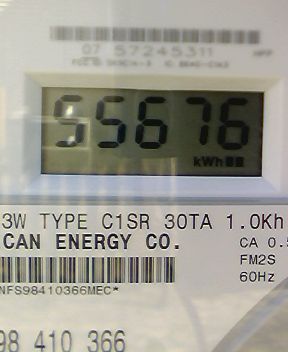 07 57245311
55676
kWh
3W TYPE C1SR 30TA 1.0Kh
CAN ENERGY CO.
CA 0.5
FM2S
60Hz
NFS98410366MEC*
98 410 366